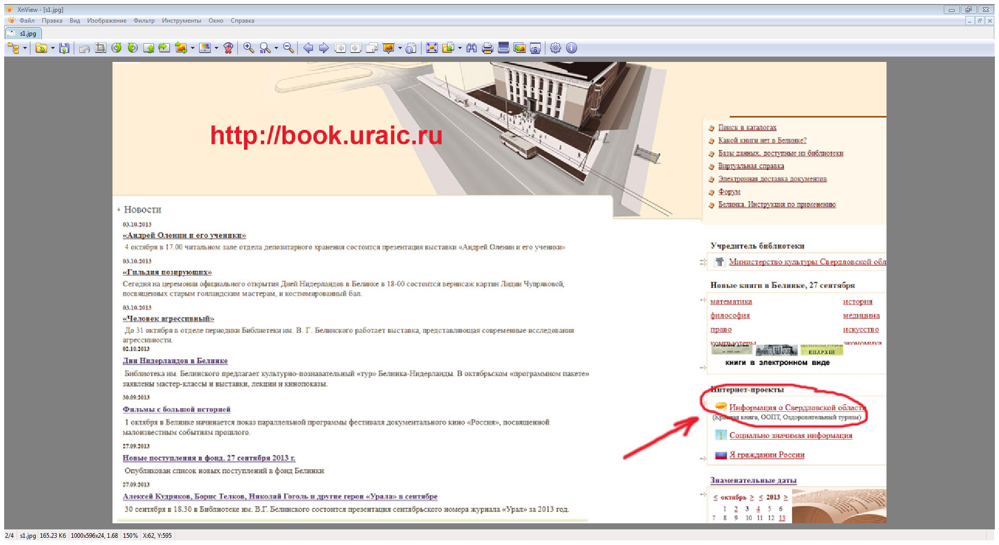 XnView - [s1.jpg]
Файл Правка Вид Изображение Фильтр Инструменты Окно Справка
s1.jpg
http://book.uraic.ru
Поиск в каталогах
Какой книги нет в Белинке?
Базы данных, доступные из библиотеки
Виртуальная справка
Электронная доставка документов
Форум
Белинка. Инструкция по применению
Новости
03.10.2013
«Андрей Оленин и его ученики»
4 октября в 17.00 читальном зале отдела депозитарного хранения состоится презентация выставки «Андрей Оленин и его ученики»
03.10.2013
«Гильдия позирующих»
Сегодня на церемонии официального открытия Дней Нидерландов в Белинке в 18-00 состоится вернисаж картин Лидии Чупряковой,
посвященных старым голландским мастерам, и костюмированный бал.
03.10.2013
«Человек агрессивный»
До 31 октября в отделе периодики Библиотеки им. В. Г. Белинского работает выставка, представляющая современные исследования
агрессивности.
02.10.2013
Дни Нидерландов в Белинке
Библиотека им. Белинского предлагает культурно-познавательный «тур» Белинка-Нидерланды. В октябрьском «программном пакете»
заявлены мастер-классы и выставки, лекции и кинопоказы.
30.09.2013
Фильмы с большой историей
1 октября в Белинке начинается показ параллельной программы фестиваля документального кино «Россия», посвященной
малоизвестным событиям прошлого.
27.09.2013
Новые поступления в фонд. 27 сентября 2013 г.
Опубликован список новых поступлений в фонд Белинки
27.09.2013
Алексей Кудряков, Борис Телков, Николай Гоголь и другие герои «Урала» в сентябре
30 сентября в 18.30 в Библиотеке им. В.Г. Белинского состоится презентация сентябрьского номера журнала «Урал» за 2013 год.
Учредитель библиотеки
Министерство культуры Свердловской обл
Новые книги в Белинке, 27 сентября
математика история
философия медицина
право искусство
компьютеры экономика
ЕПАРХІИ
книги в электронном виде
Интернет-проекты
Информация о Свердловской области
(Красная книга, ООПТ, Оздоровительный туризм)
Социально значимая информация
Я гражданин России
Знаменательные даты
< октябрь > < 2013 >
1 2 3 4 5 6
7 8 9 10 11 12 13
2/4 s1.jpg 165.23 Кб 1000x596x24, 1.68 150% X:62, Y:595